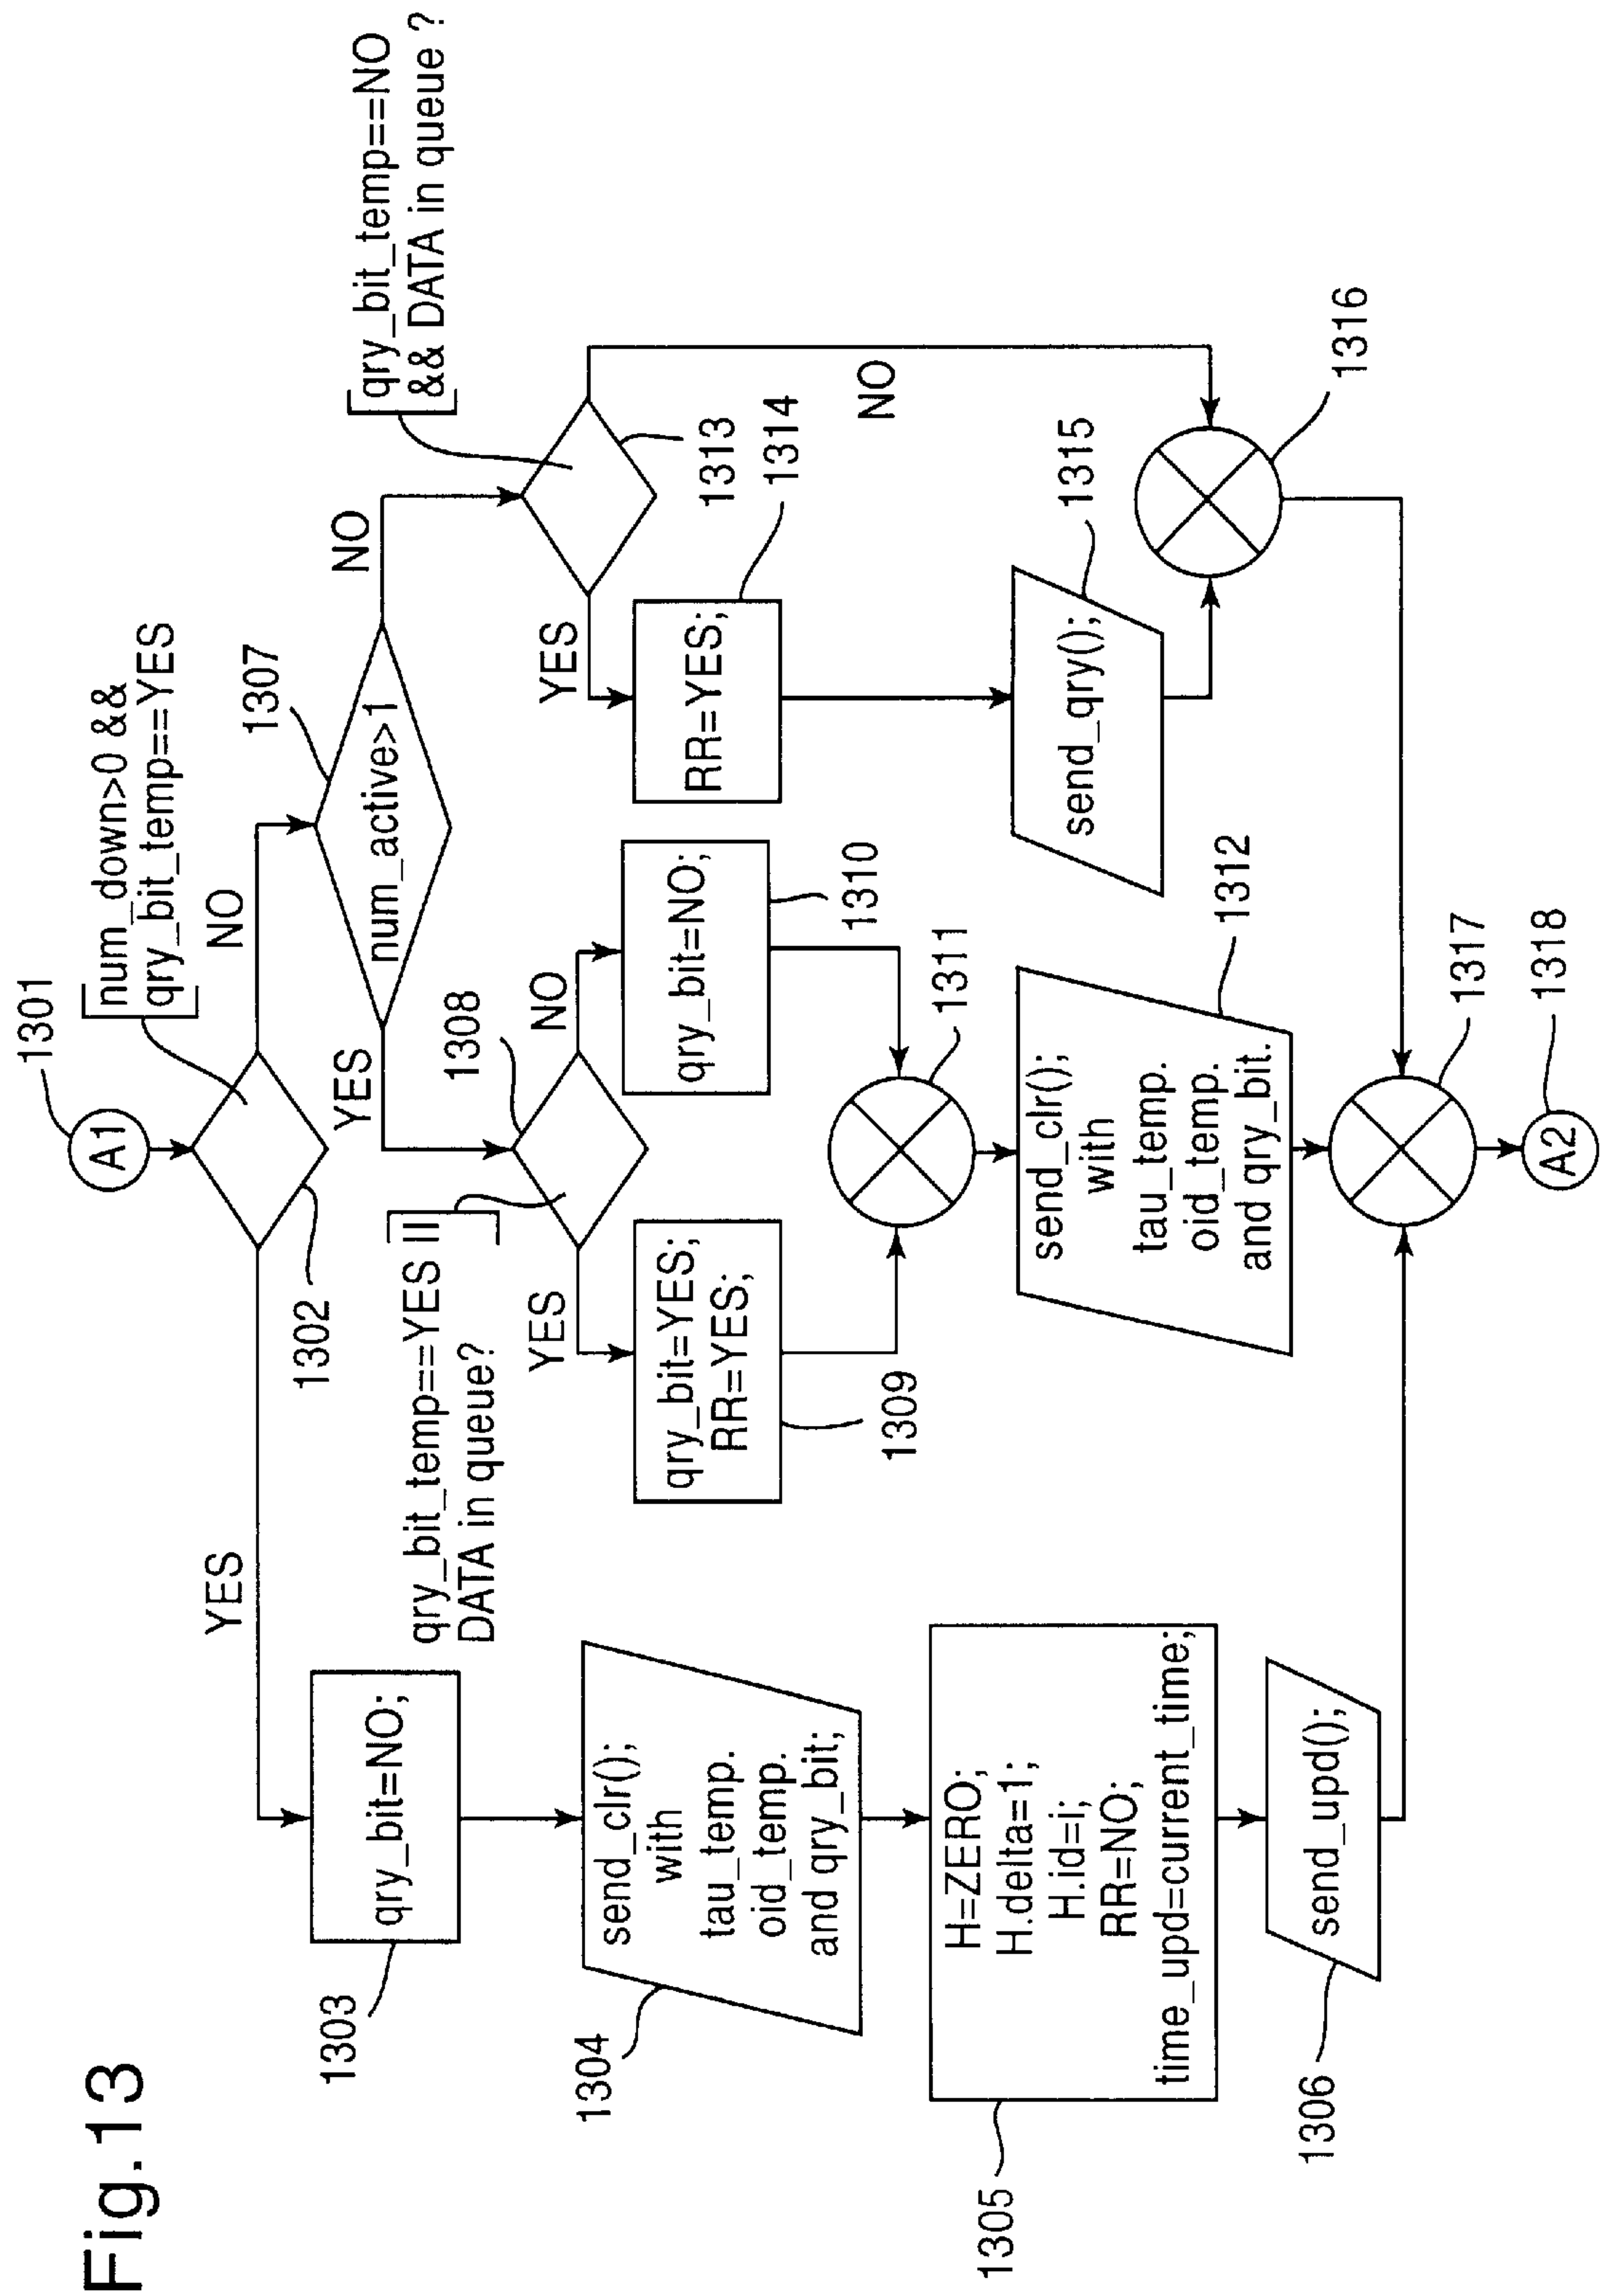 Fig.13
1301
A1
num_down>0 &&
qry_bit_temp==YES
1302
YES
NO
1303
qry_bit=NO;
1304
send_clr();
with
tau_temp.
oid_temp.
and qry_bit;
1305
H=ZERO;
H.delta=1;
H.id=i;
RR=NO;
time_upd=current_time;
1306
send_upd();
1307
num_active>1
YES
NO
qry_bit_temp==YES ||
DATA in queue?
1308
YES
NO
qry_bit=YES;
RR=YES;
1309
qry_bit=NO;
1310
1311
send_clr();
with
tau_temp.
oid_temp.
and qry_bit.
1312
qry_bit_temp==NO
&& DATA in queue ?
1313
YES
NO
RR=YES;
1314
send_qry();
1315
1316
1317
A2
1318